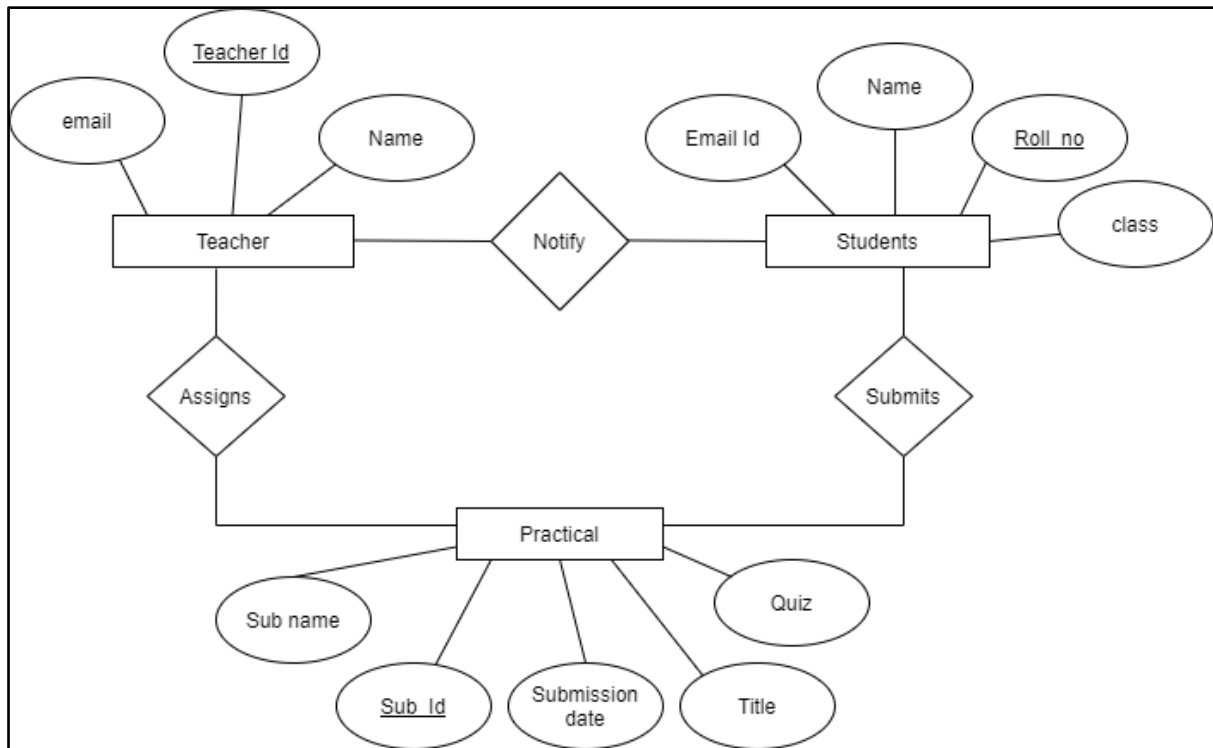 Teacher Id
email
Name
Name
Email Id
Roll_no
class
Teacher
Notify
Students
Assigns
Submits
Practical
Sub name
Quiz
Sub_Id
Submission
date
Title